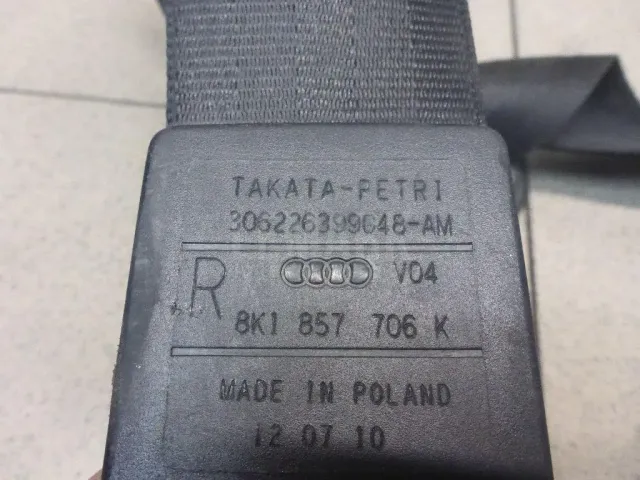 TAKATA-PETRI
306226399648-AM
R V04
8K1 857 706 K
MADE IN POLAND
12 07 10